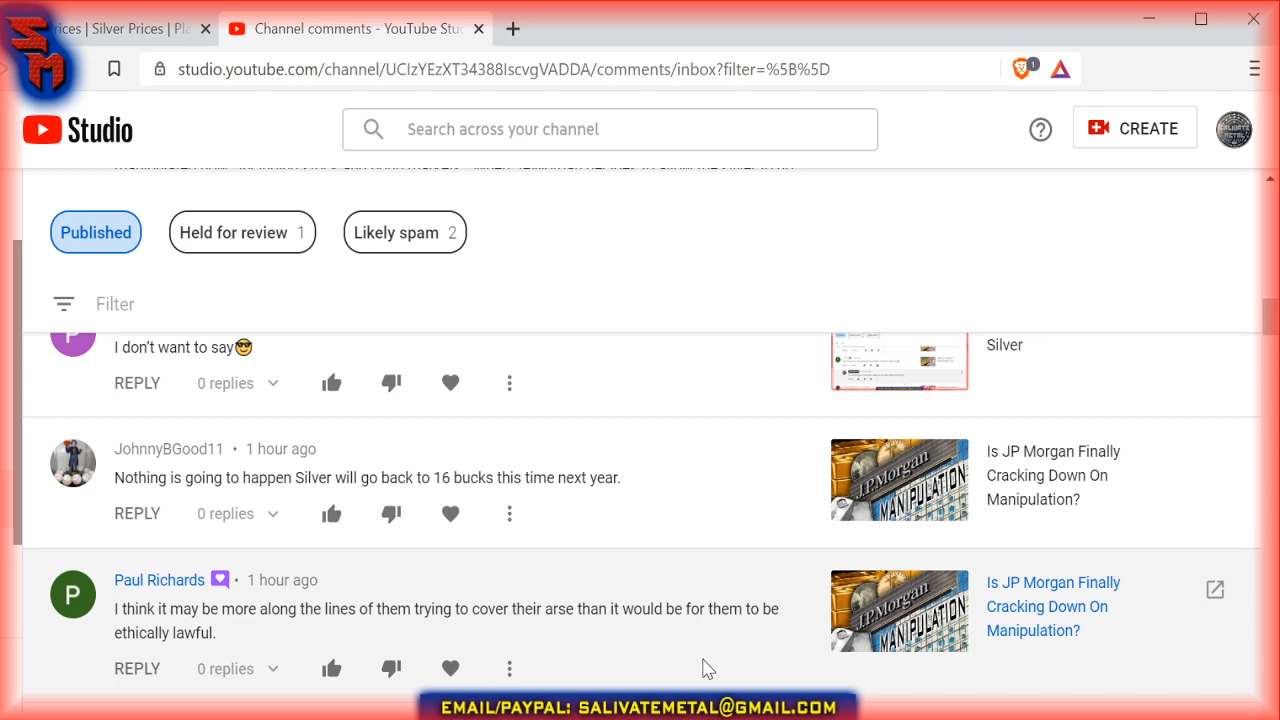 SM
rices | Silver Prices | Pla
Channel comments - YouTube Stu
studio.youtube.com/channel/UCIzYEzXT34388IscvgVADDA/comments/inbox?filter=%5B%5D
1
Studio
Search across your channel
CREATE
Published
Held for review 1
Likely spam 2
Filter
P
I don't want to say😎
Silver
REPLY 0 replies
JohnnyBGood11 • 1 hour ago
Nothing is going to happen Silver will go back to 16 bucks this time next year.
REPLY 0 replies
J.P.Morgan
MANIPULATION
Is JP Morgan Finally
Cracking Down On
Manipulation?
P
Paul Richards • 1 hour ago
I think it may be more along the lines of them trying to cover their arse than it would be for them to be
ethically lawful.
REPLY 0 replies
J.P.Morgan
MANIPULATION
Is JP Morgan Finally
Cracking Down On
Manipulation?
EMAIL/PAYPAL: SALIVATEMETAL@GMAIL.COM